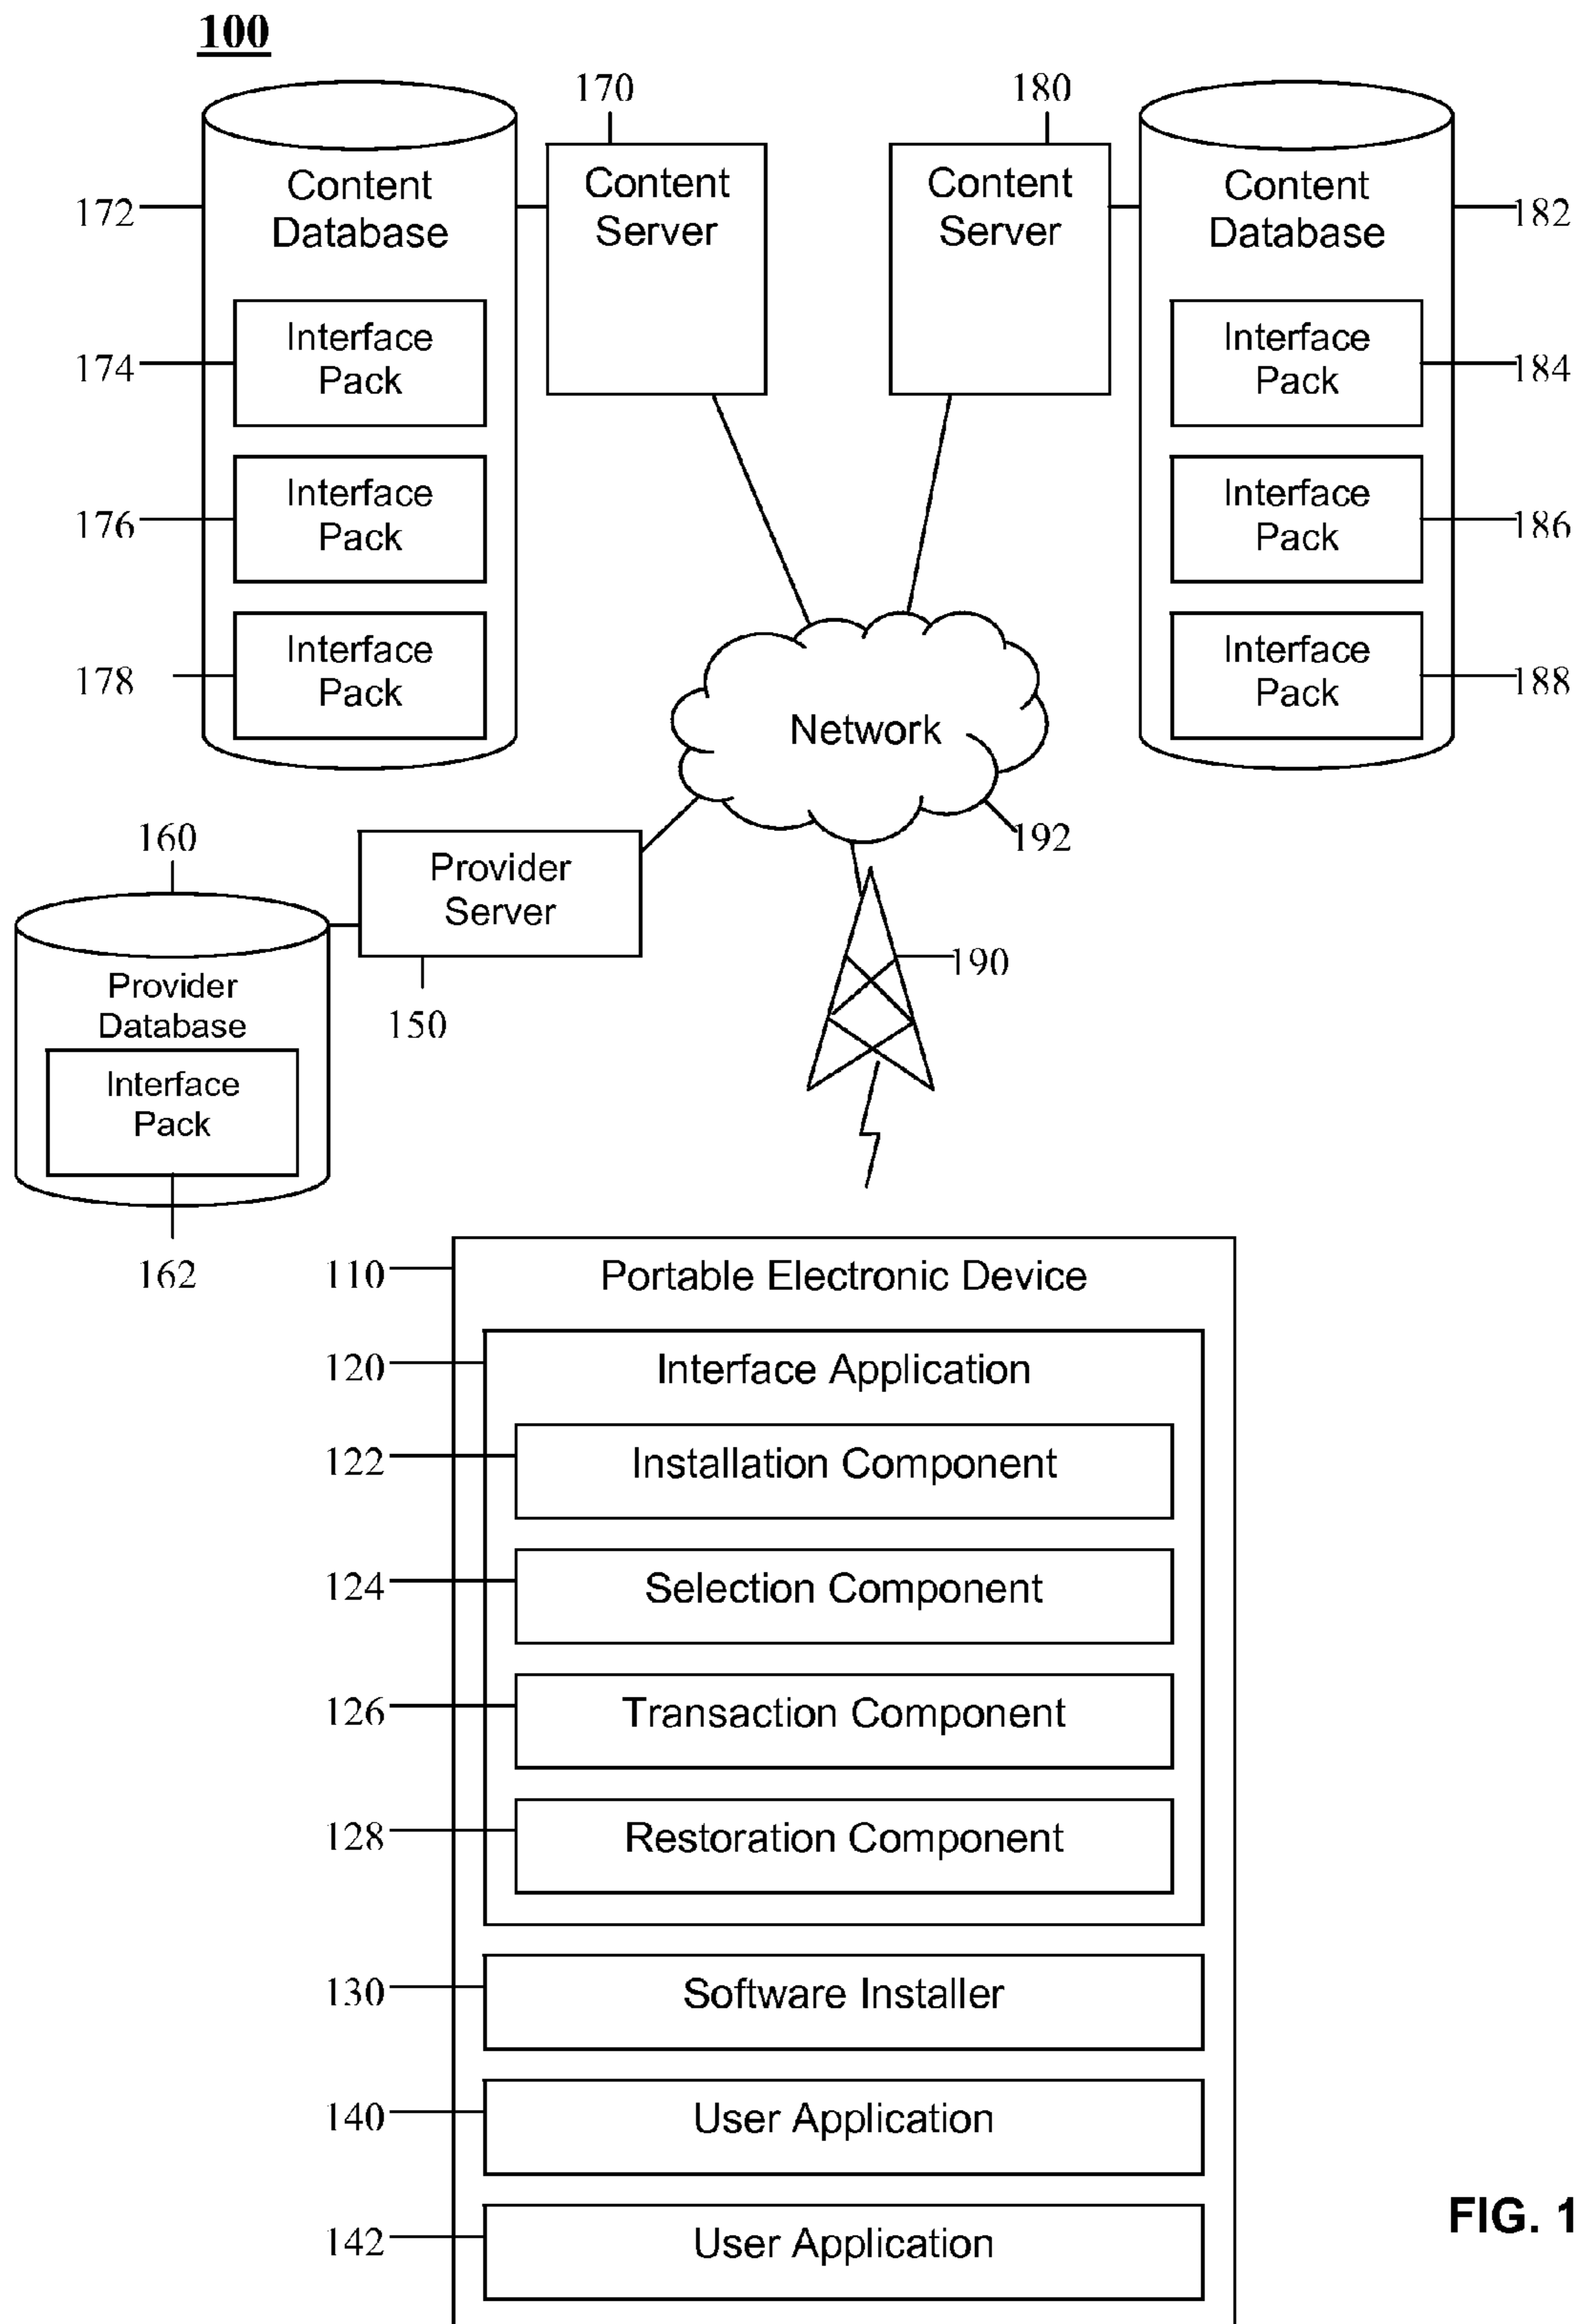 100
170
180
Content
Database
Content
Server
Content
Server
Content
Database
172
182
Interface
Pack
Interface
Pack
174
184
Interface
Pack
Interface
Pack
176
186
Interface
Pack
Interface
Pack
178
188
Network
192
160
Provider
Server
190
Provider
Database
150
Interface
Pack
162
110
Portable Electronic Device
120
Interface Application
122
Installation Component
124
Selection Component
126
Transaction Component
128
Restoration Component
130
Software Installer
140
User Application
142
User Application
FIG. 1